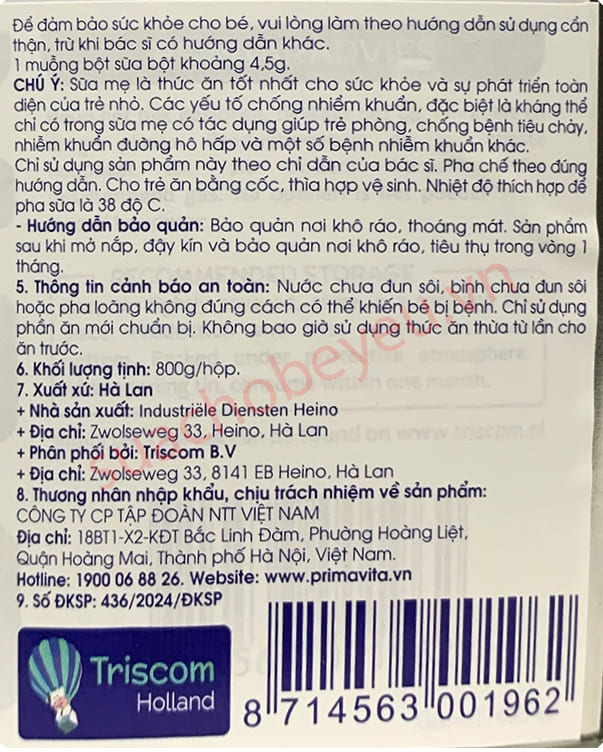 Để đảm bảo sức khỏe cho bé, vui lòng làm theo hướng dẫn sử dụng cẩn
thận, trừ khi bác sĩ có hướng dẫn khác.
1 muỗng bột sữa bột khoảng 4,5g.
CHÚ Ý: Sữa mẹ là thức ăn tốt nhất cho sức khỏe và sự phát triển toàn
diện của trẻ nhỏ. Các yếu tố chống nhiễm khuẩn, đặc biệt là kháng thể
chỉ có trong sữa mẹ có tác dụng giúp trẻ phòng, chống bệnh tiêu chảy,
nhiễm khuẩn đường hô hấp và một số bệnh nhiễm khuẩn khác.
Chỉ sử dụng sản phẩm này theo chỉ dẫn của bác sĩ. Pha chế theo đúng
hướng dẫn. Cho trẻ ăn bằng cốc, thìa hợp vệ sinh. Nhiệt độ thích hợp để
pha sữa là 38 độ C.
- Hướng dẫn bảo quản: Bảo quản nơi khô ráo, thoáng mát. Sản phẩm
sau khi mở nắp, đậy kín và bảo quản nơi khô ráo, tiêu thụ trong vòng 1
tháng.
5. Thông tin cảnh báo an toàn: Nước chưa đun sôi, bình chưa đun sôi
hoặc pha loãng không đúng cách có thể khiến bé bị bệnh. Chỉ sử dụng
phần ăn mới chuẩn bị. Không bao giờ sử dụng thức ăn thừa từ lần cho
ăn trước.
6. Khối lượng tịnh: 800g/hộp.
7. Xuất xứ: Hà Lan
+ Nhà sản xuất: Industriële Diensten Heino
+ Địa chỉ: Zwolseweg 33, Heino, Hà Lan
+ Phân phối bởi: Triscom B.V
+ Địa chỉ: Zwolseweg 33, 8141 EB Heino, Hà Lan
8. Thương nhân nhập khẩu, chịu trách nhiệm về sản phẩm:
CÔNG TY CP TẬP ĐOÀN NTT VIỆT NAM
Địa chỉ: 18BT1-X2-KĐT Bắc Linh Đàm, Phường Hoàng Liệt,
Quận Hoàng Mai, Thành phố Hà Nội, Việt Nam.
Hotline: 1900 06 88 26. Website: www.primavita.vn
9. Số ĐKSP: 436/2024/ĐKSP
Triscom
Holland
8 714563 001962
suachobeyeu.vn